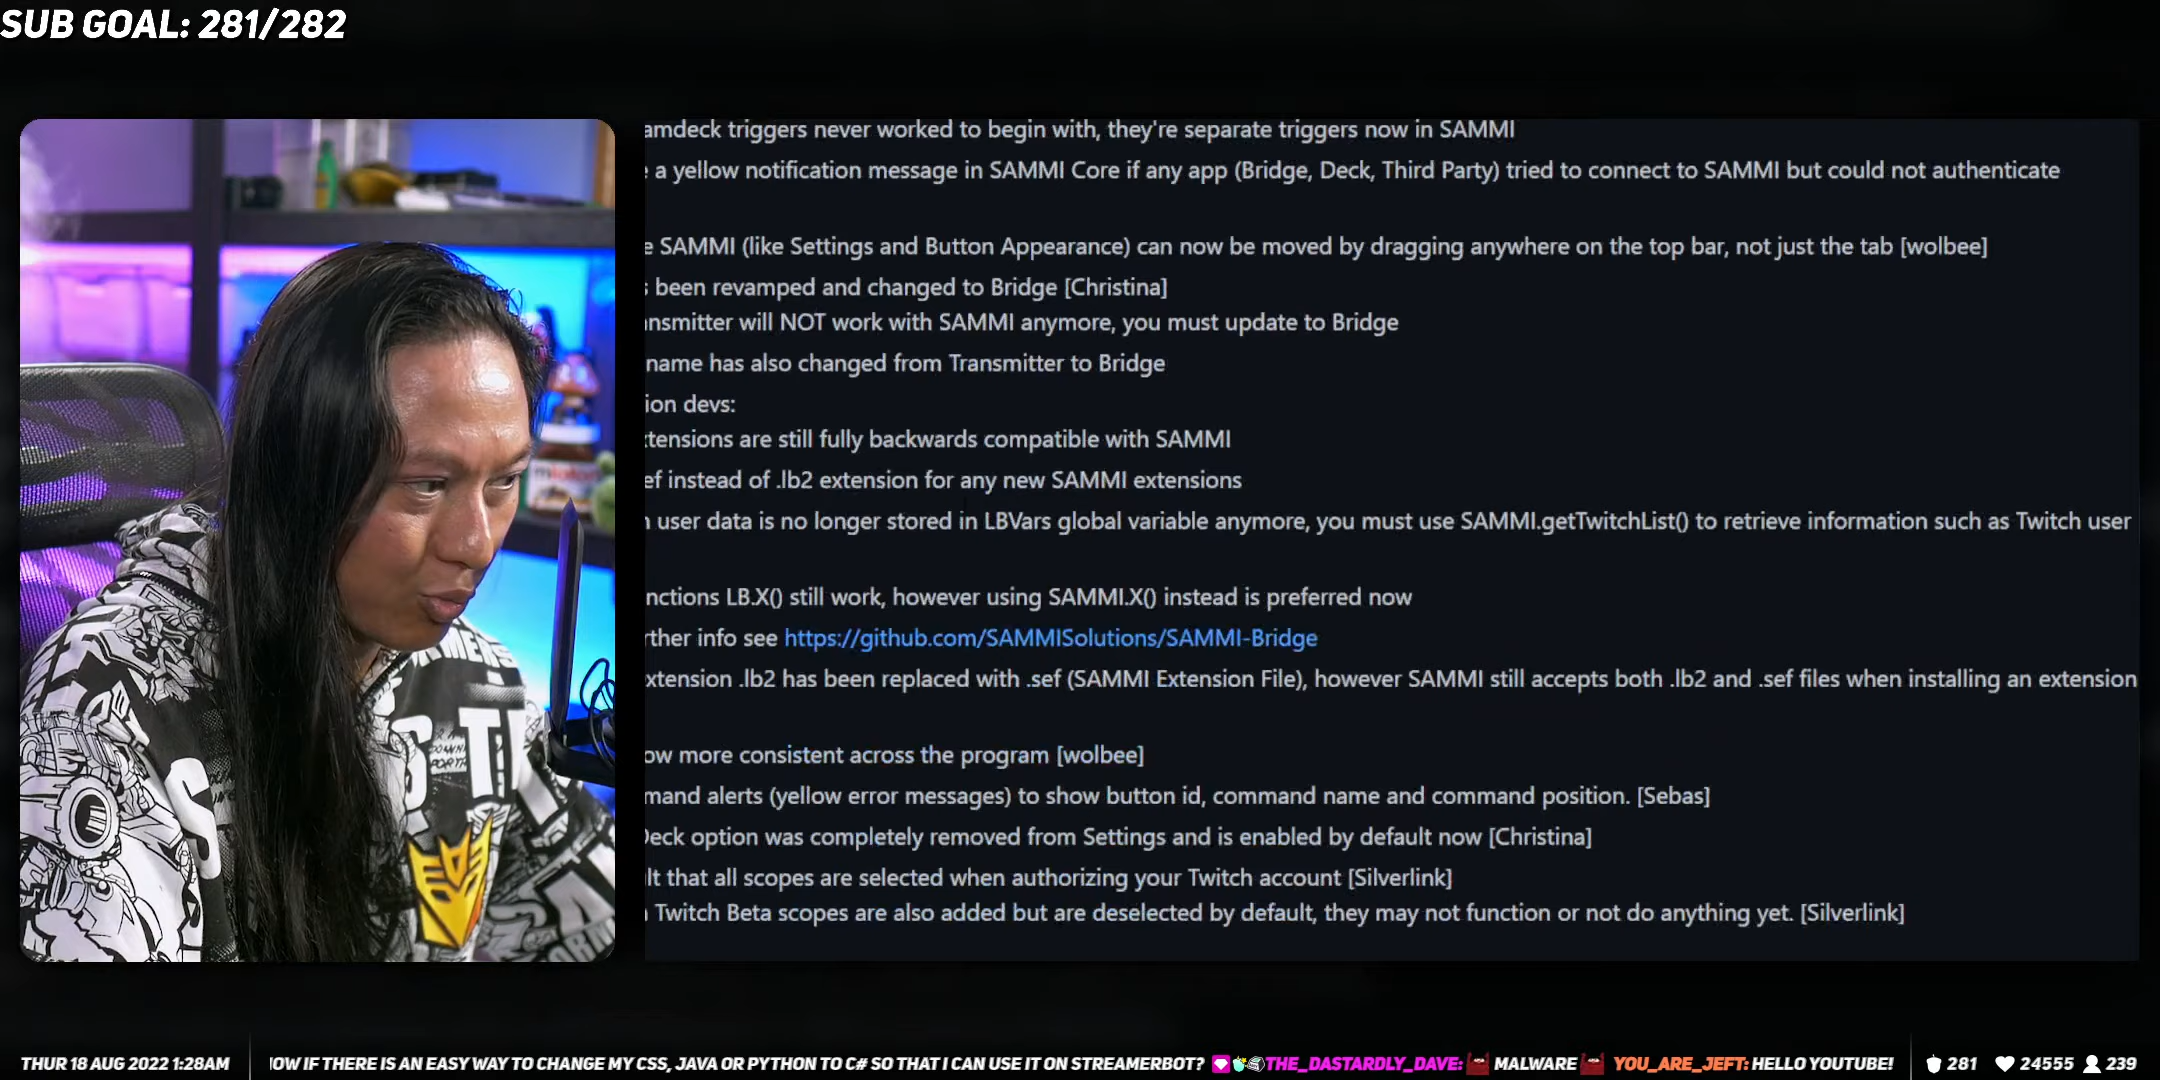 SUB GOAL: 281/282
amdeck triggers never worked to begin with, they're separate triggers now in SAMMI
e a yellow notification message in SAMMI Core if any app (Bridge, Deck, Third Party) tried to connect to SAMMI but could not authenticate
e SAMMI (like Settings and Button Appearance) can now be moved by dragging anywhere on the top bar, not just the tab [wolbee]
s been revamped and changed to Bridge [Christina]
ansmitter will NOT work with SAMMI anymore, you must update to Bridge
name has also changed from Transmitter to Bridge
ion devs:
xtensions are still fully backwards compatible with SAMMI
ef instead of .lb2 extension for any new SAMMI extensions
h user data is no longer stored in LBVars global variable anymore, you must use SAMMI.getTwitchList() to retrieve information such as Twitch user
nctions LB.X() still work, however using SAMMI.X() instead is preferred now
rther info see https://github.com/SAMMISolutions/SAMMI-Bridge
xtension .lb2 has been replaced with .sef (SAMMI Extension File), however SAMMI still accepts both .lb2 and .sef files when installing an extension
ow more consistent across the program [wolbee]
mand alerts (yellow error messages) to show button id, command name and command position. [Sebas]
Deck option was completely removed from Settings and is enabled by default now [Christina]
lt that all scopes are selected when authorizing your Twitch account [Silverlink]
Twitch Beta scopes are also added but are deselected by default, they may not function or not do anything yet. [Silverlink]
THUR 18 AUG 2022 1:28AM
OW IF THERE IS AN EASY WAY TO CHANGE MY CSS, JAVA OR PYTHON TO C# SO THAT I CAN USE IT ON STREAMERBOT? THE_DASTARDLY_DAVE: MALWARE YOU_ARE_JEFT: HELLO YOUTUBE!
281 24555 239